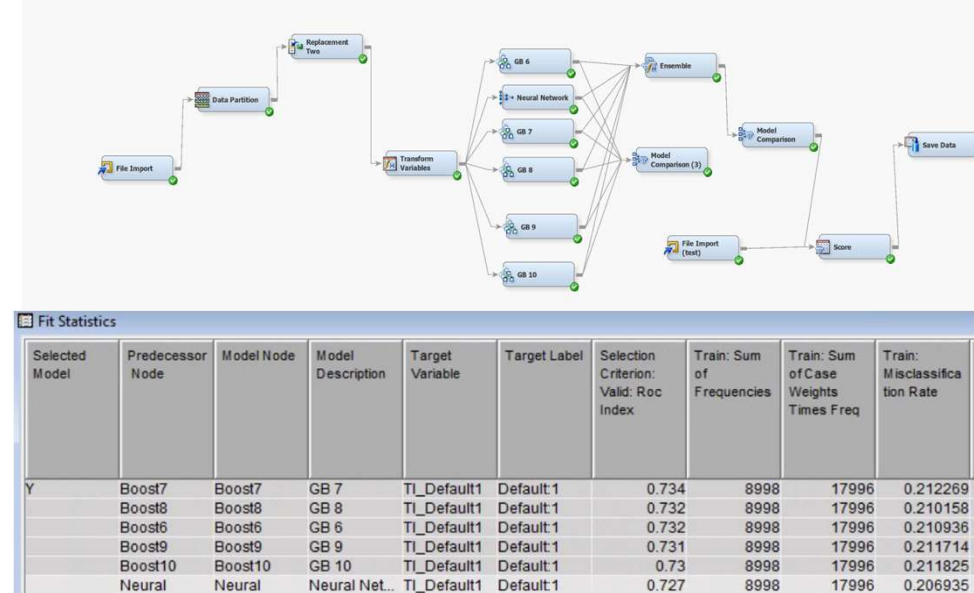 Replacement
Two
GB 6
Ensemble
Data Partition
Neural Network
GB 7
Model
Comparison
Save Data
File Import
Transform
Variables
GB 8
Model
Comparison (3)
GB 9
File Import
(test)
Score
GB 10
Fit Statistics
Selected Model Predecessor Node Model Node Model Description Target Variable Target Label Selection Criterion: Valid: Roc Index Train: Sum of Frequencies Train: Sum of Case Weights Times Freq Train: Misclassifica tion Rate
Y Boost7 Boost7 GB 7 TI_Default1 Default:1 0.734 8998 17996 0.212269
Boost8 Boost8 GB 8 TI_Default1 Default:1 0.732 8998 17996 0.210158
Boost6 Boost6 GB 6 TI_Default1 Default:1 0.732 8998 17996 0.210936
Boost9 Boost9 GB 9 TI_Default1 Default:1 0.731 8998 17996 0.211714
Boost10 Boost10 GB 10 TI_Default1 Default:1 0.73 8998 17996 0.211825
Neural Neural Neural Net... TI_Default1 Default:1 0.727 8998 17996 0.206935